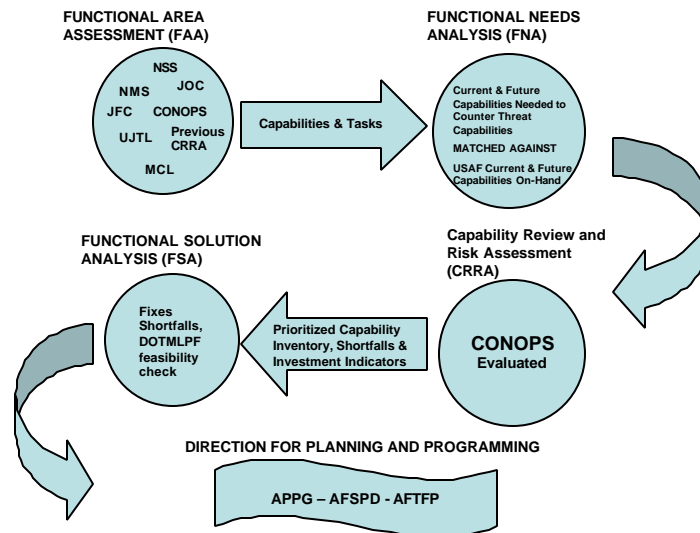 FUNCTIONAL AREA
ASSESSMENT (FAA)
NSS
NMS
JOC
JFC
CONOPS
UJTL
Previous
CRRA
MCL
Capabilities & Tasks
FUNCTIONAL NEEDS
ANALYSIS (FNA)
Current & Future
Capabilities Needed to
Counter Threat
Capabilities
MATCHED AGAINST
USAF Current & Future
Capabilities On-Hand
Capability Review and
Risk Assessment
(CRRA)
CONOPS
Evaluated
Prioritized Capability
Inventory, Shortfalls &
Investment Indicators
FUNCTIONAL SOLUTION
ANALYSIS (FSA)
Fixes
Shortfalls,
DOTMLPF
feasibility
check
DIRECTION FOR PLANNING AND PROGRAMMING
APPG – AFSPD - AFTFP